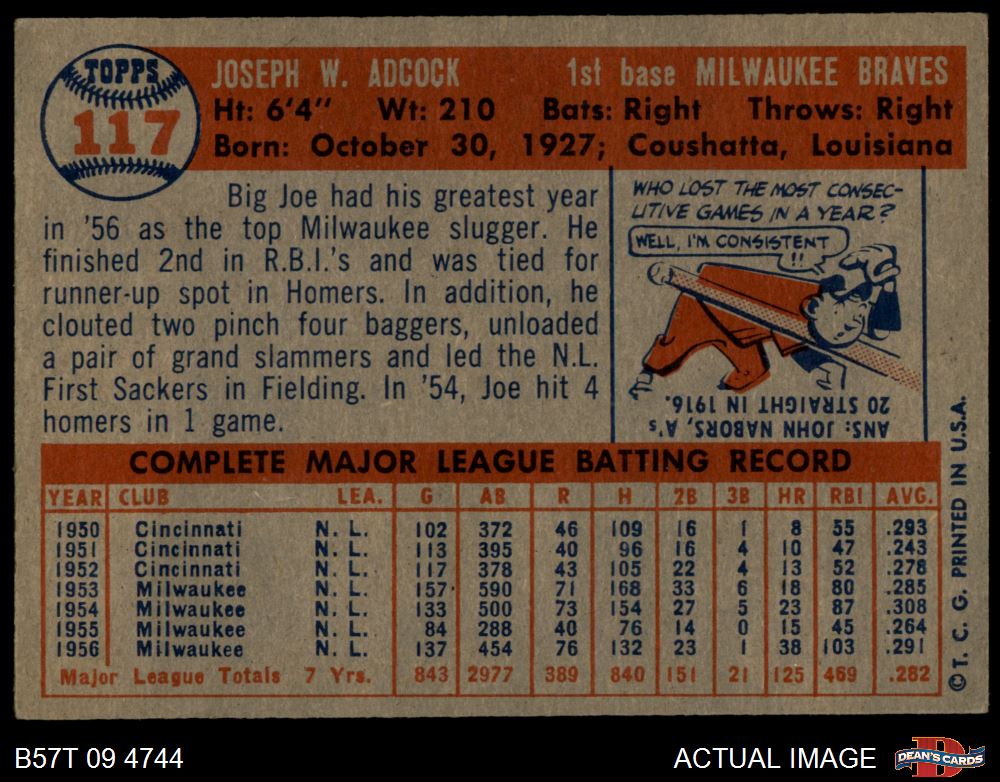 TOPPS
117
JOSEPH W. ADCOCK 1st base MILWAUKEE BRAVES
Ht: 6'4" Wt: 210 Bats: Right Throws: Right
Born: October 30, 1927; Coushatta, Louisiana
Big Joe had his greatest year
in '56 as the top Milwaukee slugger. He
finished 2nd in R.B.I.'s and was tied for
runner-up spot in Homers. In addition, he
clouted two pinch four baggers, unloaded
a pair of grand slammers and led the N.L.
First Sackers in Fielding. In '54, Joe hit 4
homers in 1 game.
WHO LOST THE MOST CONSEC-
UTIVE GAMES IN A YEAR?
WELL, I'M CONSISTENT
!!
ANS: JOHN NABORS, A's
20 STRAIGHT IN 1916.
COMPLETE MAJOR LEAGUE BATTING RECORD
YEAR CLUB LEA. G AB R H 2B 3B HR RBI AVG.
1950 Cincinnati N. L. 102 372 46 109 16 1 8 55 .293
1951 Cincinnati N. L. 113 395 40 96 16 4 10 47 .243
1952 Cincinnati N. L. 117 378 43 105 22 4 13 52 .278
1953 Milwaukee N. L. 157 590 71 168 33 6 18 80 .285
1954 Milwaukee N. L. 133 500 73 154 27 5 23 87 .308
1955 Milwaukee N. L. 84 288 40 76 14 0 15 45 .264
1956 Milwaukee N. L. 137 454 76 132 23 1 38 103 .291
Major League Totals 7 Yrs. 843 2977 389 840 151 21 125 469 .282
© T. C. G. PRINTED IN U.S.A.
B57T 09 4744
ACTUAL IMAGE
D
DEAN'S CARDS